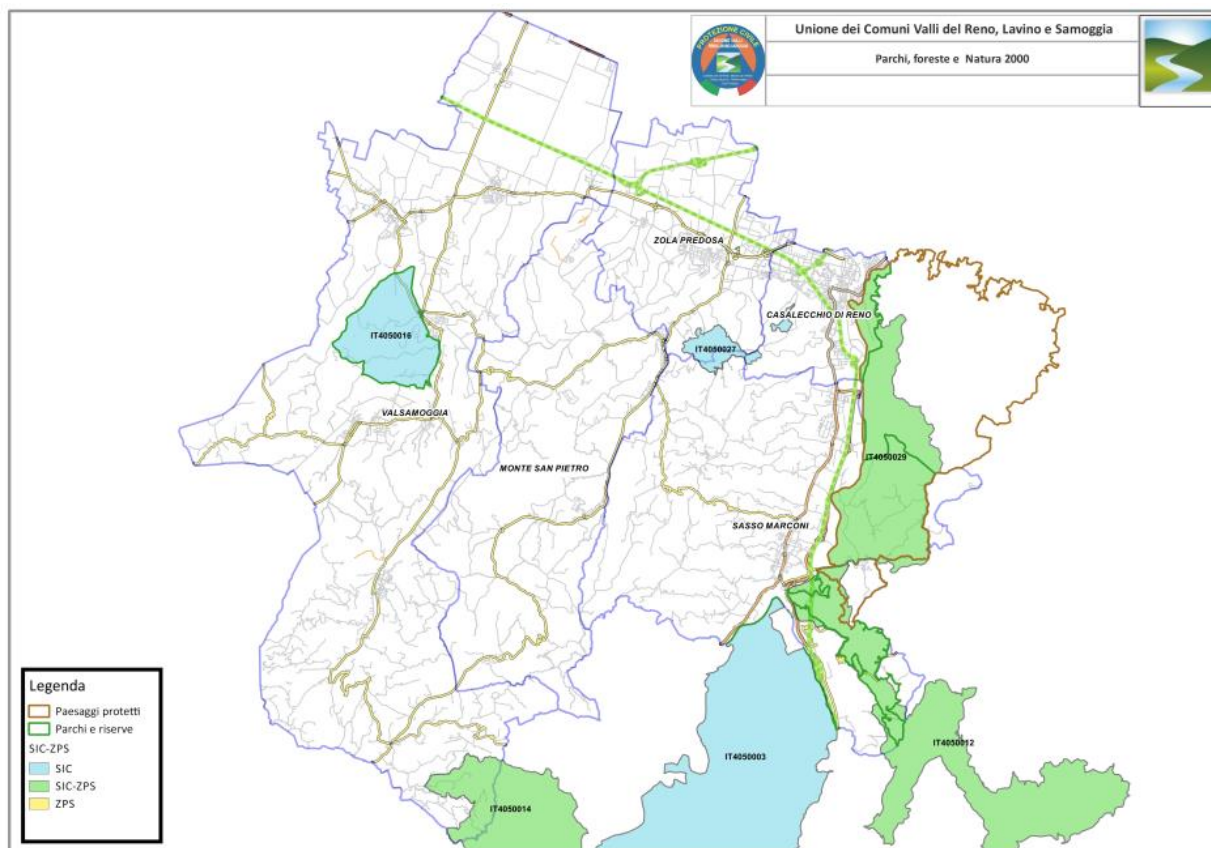 Unione dei Comuni Valli del Reno, Lavino e Samoggia
Parchi, foreste e Natura 2000
PROTEZIONE CIVILE
ZOLA PREDOSA
CASALECCHIO DI RENO
IT4050016
IT4050027
VALSAMOGGIA
MONTE SAN PIETRO
IT4050029
SASSO MARCONI
IT4050003
IT4050012
IT4050014
Legenda
Paesaggi protetti
Parchi e riserve
SIC-ZPS
SIC
SIC-ZPS
ZPS